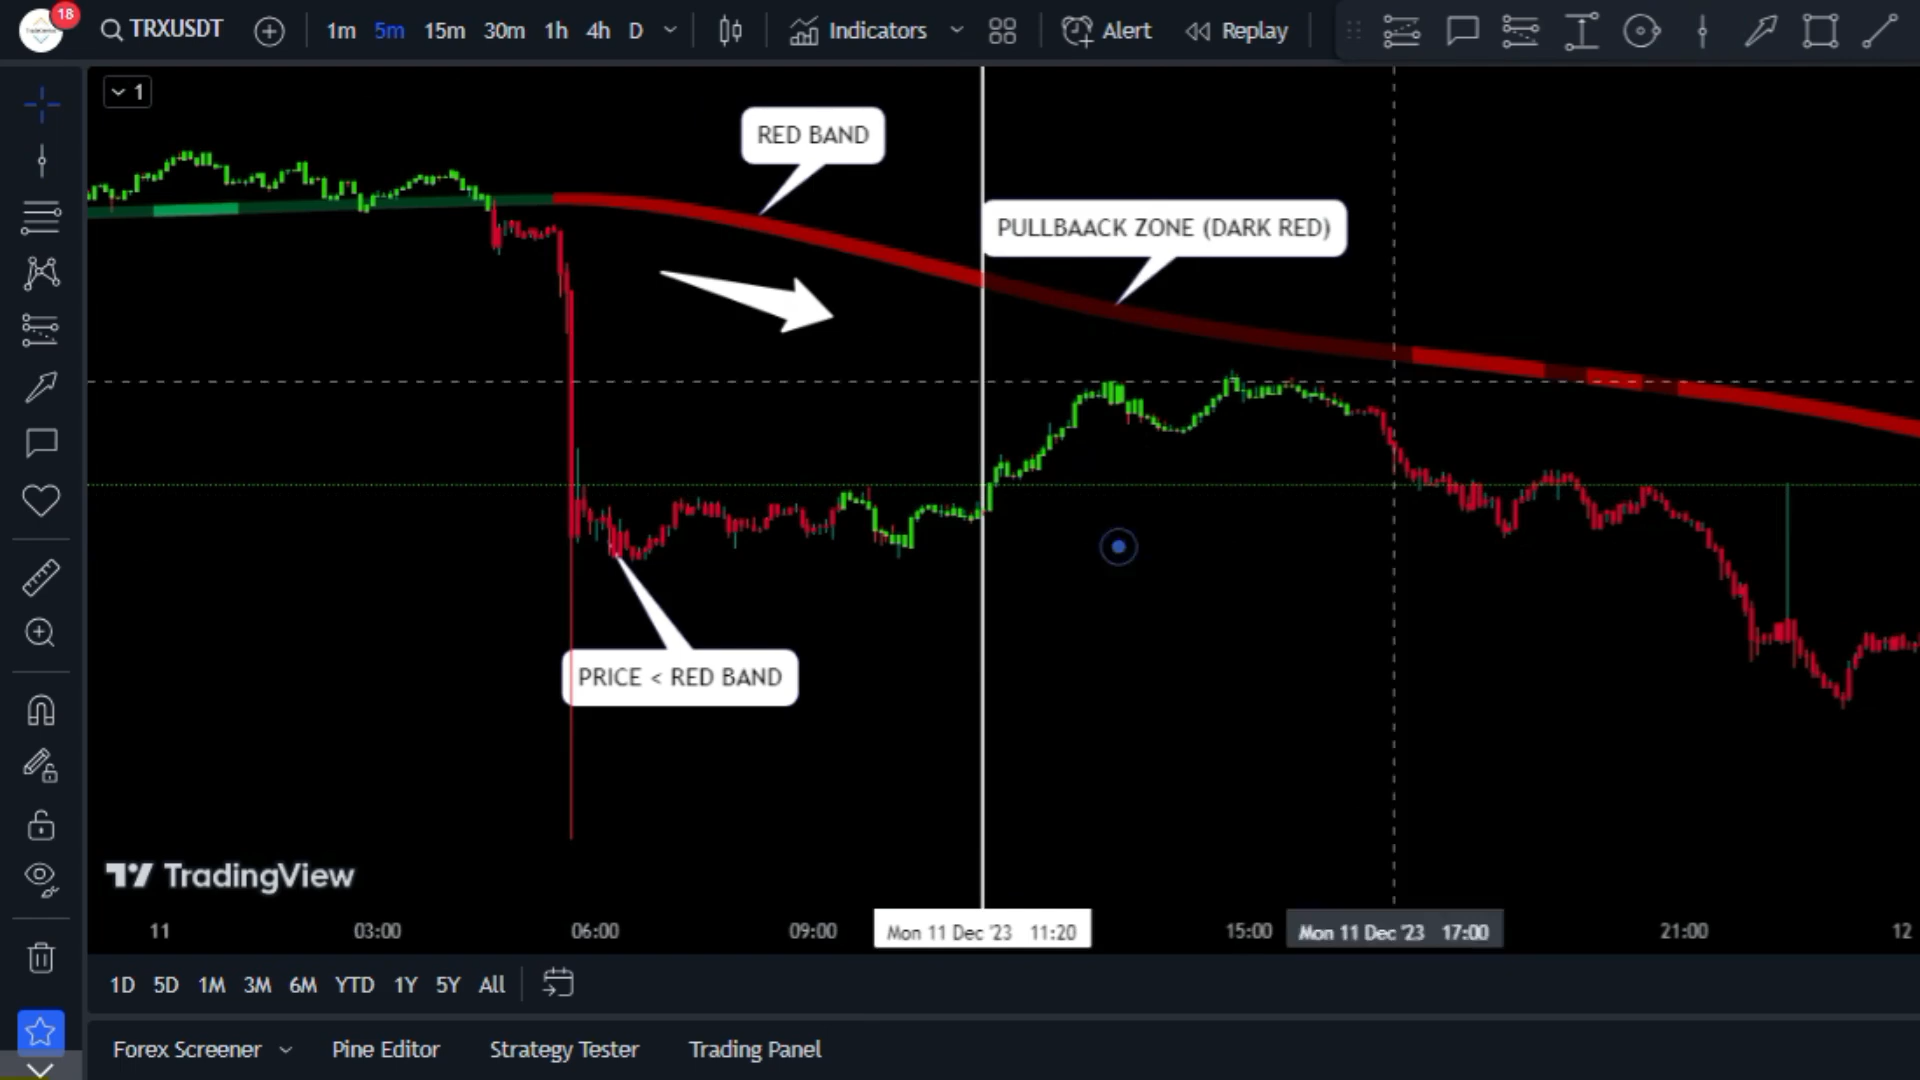 18
TRXUSDT
1m 5m 15m 30m 1h 4h D
Indicators
Alert
Replay
1
RED BAND
PULLBAACK ZONE (DARK RED)
PRICE < RED BAND
TradingView
11 03:00 06:00 09:00 Mon 11 Dec '23 11:20 15:00 Mon 11 Dec '23 17:00 21:00 12
1D 5D 1M 3M 6M YTD 1Y 5Y All
Forex Screener Pine Editor Strategy Tester Trading Panel